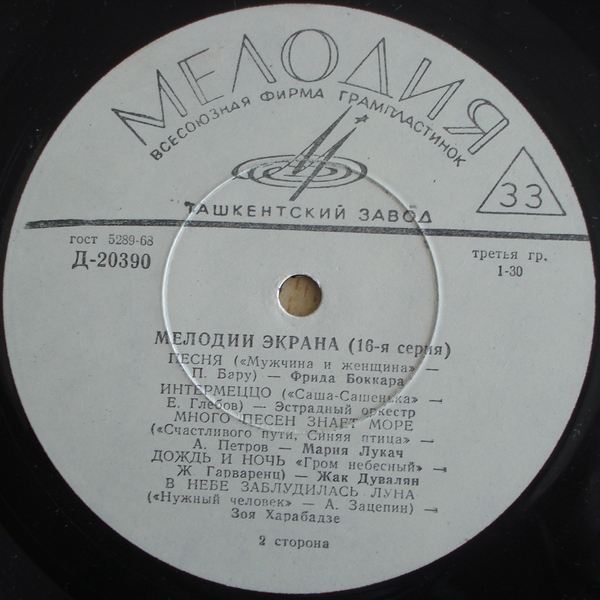 МЕЛОДИЯ
ВСЕСОЮЗНАЯ ФИРМА ГРАМПЛАСТИНОК
33
ТАШКЕНТСКИЙ ЗАВОД
гост 5289-68
Д-20390
третья гр.
1-30
МЕЛОДИИ ЭКРАНА (16-я серия)
ПЕСНЯ («Мужчина и женщина» —
П. Бару) — Фрида Боккара
ИНТЕРМЕЦЦО («Саша-Сашенька» —
Е. Глебов) — Эстрадный оркестр
МНОГО ПЕСЕН ЗНАЕТ МОРЕ
(«Счастливого пути, Синяя птица» —
А. Петров — Мария Лукач
ДОЖДЬ И НОЧЬ «Гром небесный» —
Ж. Гарваренц) — Жак Дувалян
В НЕБЕ ЗАБЛУДИЛАСЬ ЛУНА
(«Нужный человек» — А. Зацепин) —
Зоя Харабадзе
2 сторона